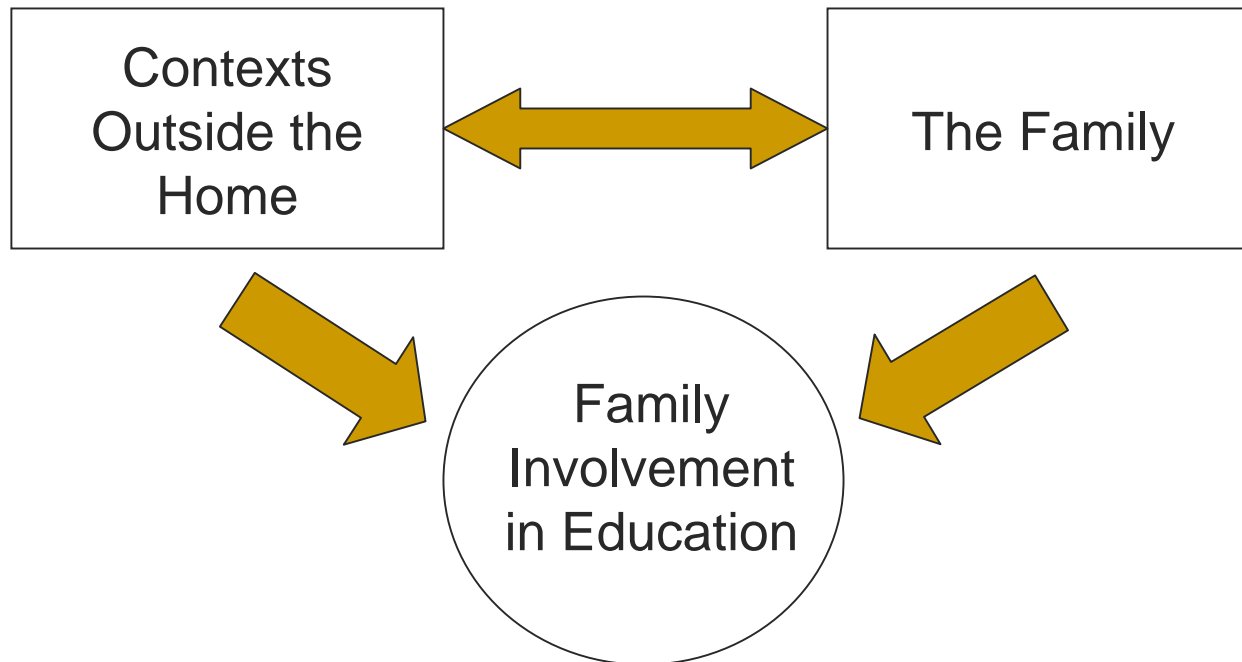 Contexts
Outside the
Home
The Family
Family
Involvement
in Education